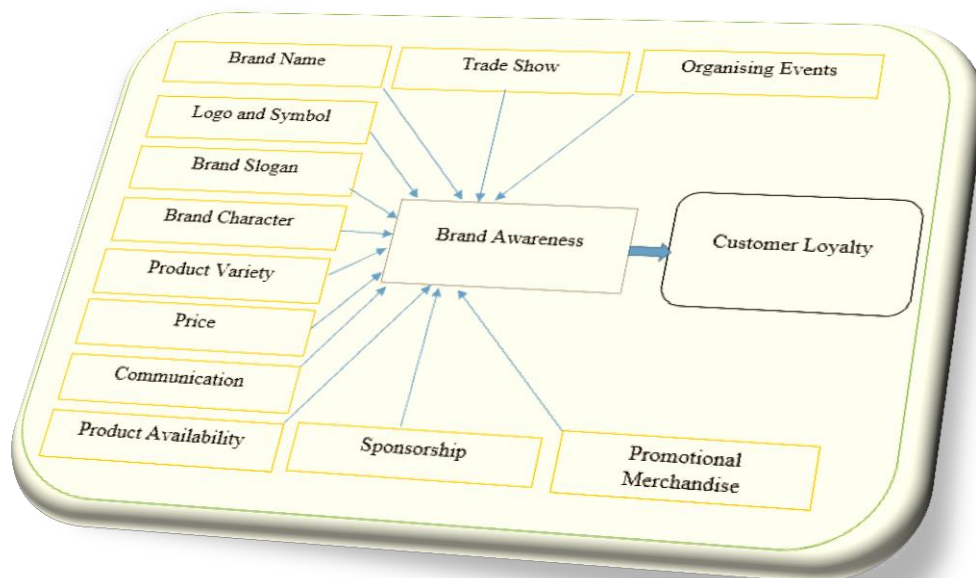 Brand Name
Trade Show
Organising Events
Logo and Symbol
Brand Slogan
Brand Character
Brand Awareness
Customer Loyalty
Product Variety
Price
Communication
Product Availability
Sponsorship
Promotional
Merchandise